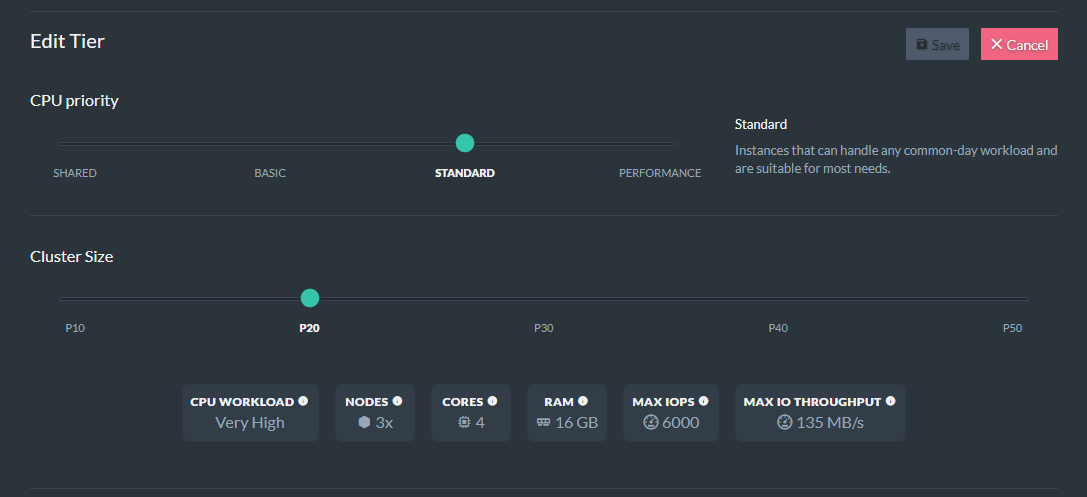 Edit Tier
Save
Cancel
CPU priority
SHARED
BASIC
STANDARD
PERFORMANCE
Standard
Instances that can handle any common-day workload and
are suitable for most needs.
Cluster Size
P10
P20
P30
P40
P50
CPU WORKLOAD
Very High
NODES
3x
CORES
4
RAM
16 GB
MAX IOPS
6000
MAX IO THROUGHPUT
135 MB/s